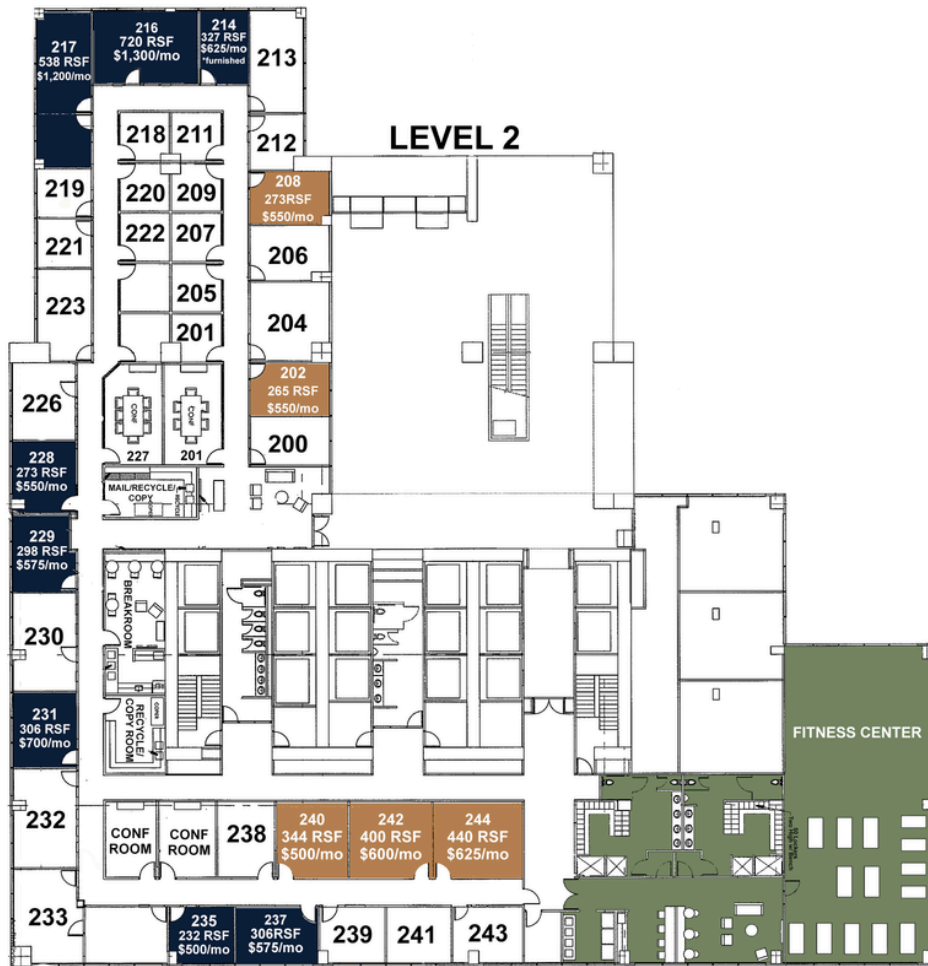 217
538 RSF
$1,200/mo
216
720 RSF
$1,300/mo
214
327 RSF
$625/mo
*furnished
213
218
211
212
LEVEL 2
219
220
209
208
273RSF
$550/mo
221
222
207
206
223
205
204
201
226
CONF
227
CONF
201
202
265 RSF
$550/mo
200
228
273 RSF
$550/mo
MAIL/RECYCLE/
COPY
RECYCLE
229
298 RSF
$575/mo
BREAKROOM
230
REF
231
306 RSF
$700/mo
RECYCLE/
COPY ROOM
COPIER
FITNESS CENTER
232
CONF
ROOM
CONF
ROOM
238
240
344 RSF
$500/mo
242
400 RSF
$600/mo
244
440 RSF
$625/mo
233
235
232 RSF
$500/mo
237
306RSF
$575/mo
239
241
243